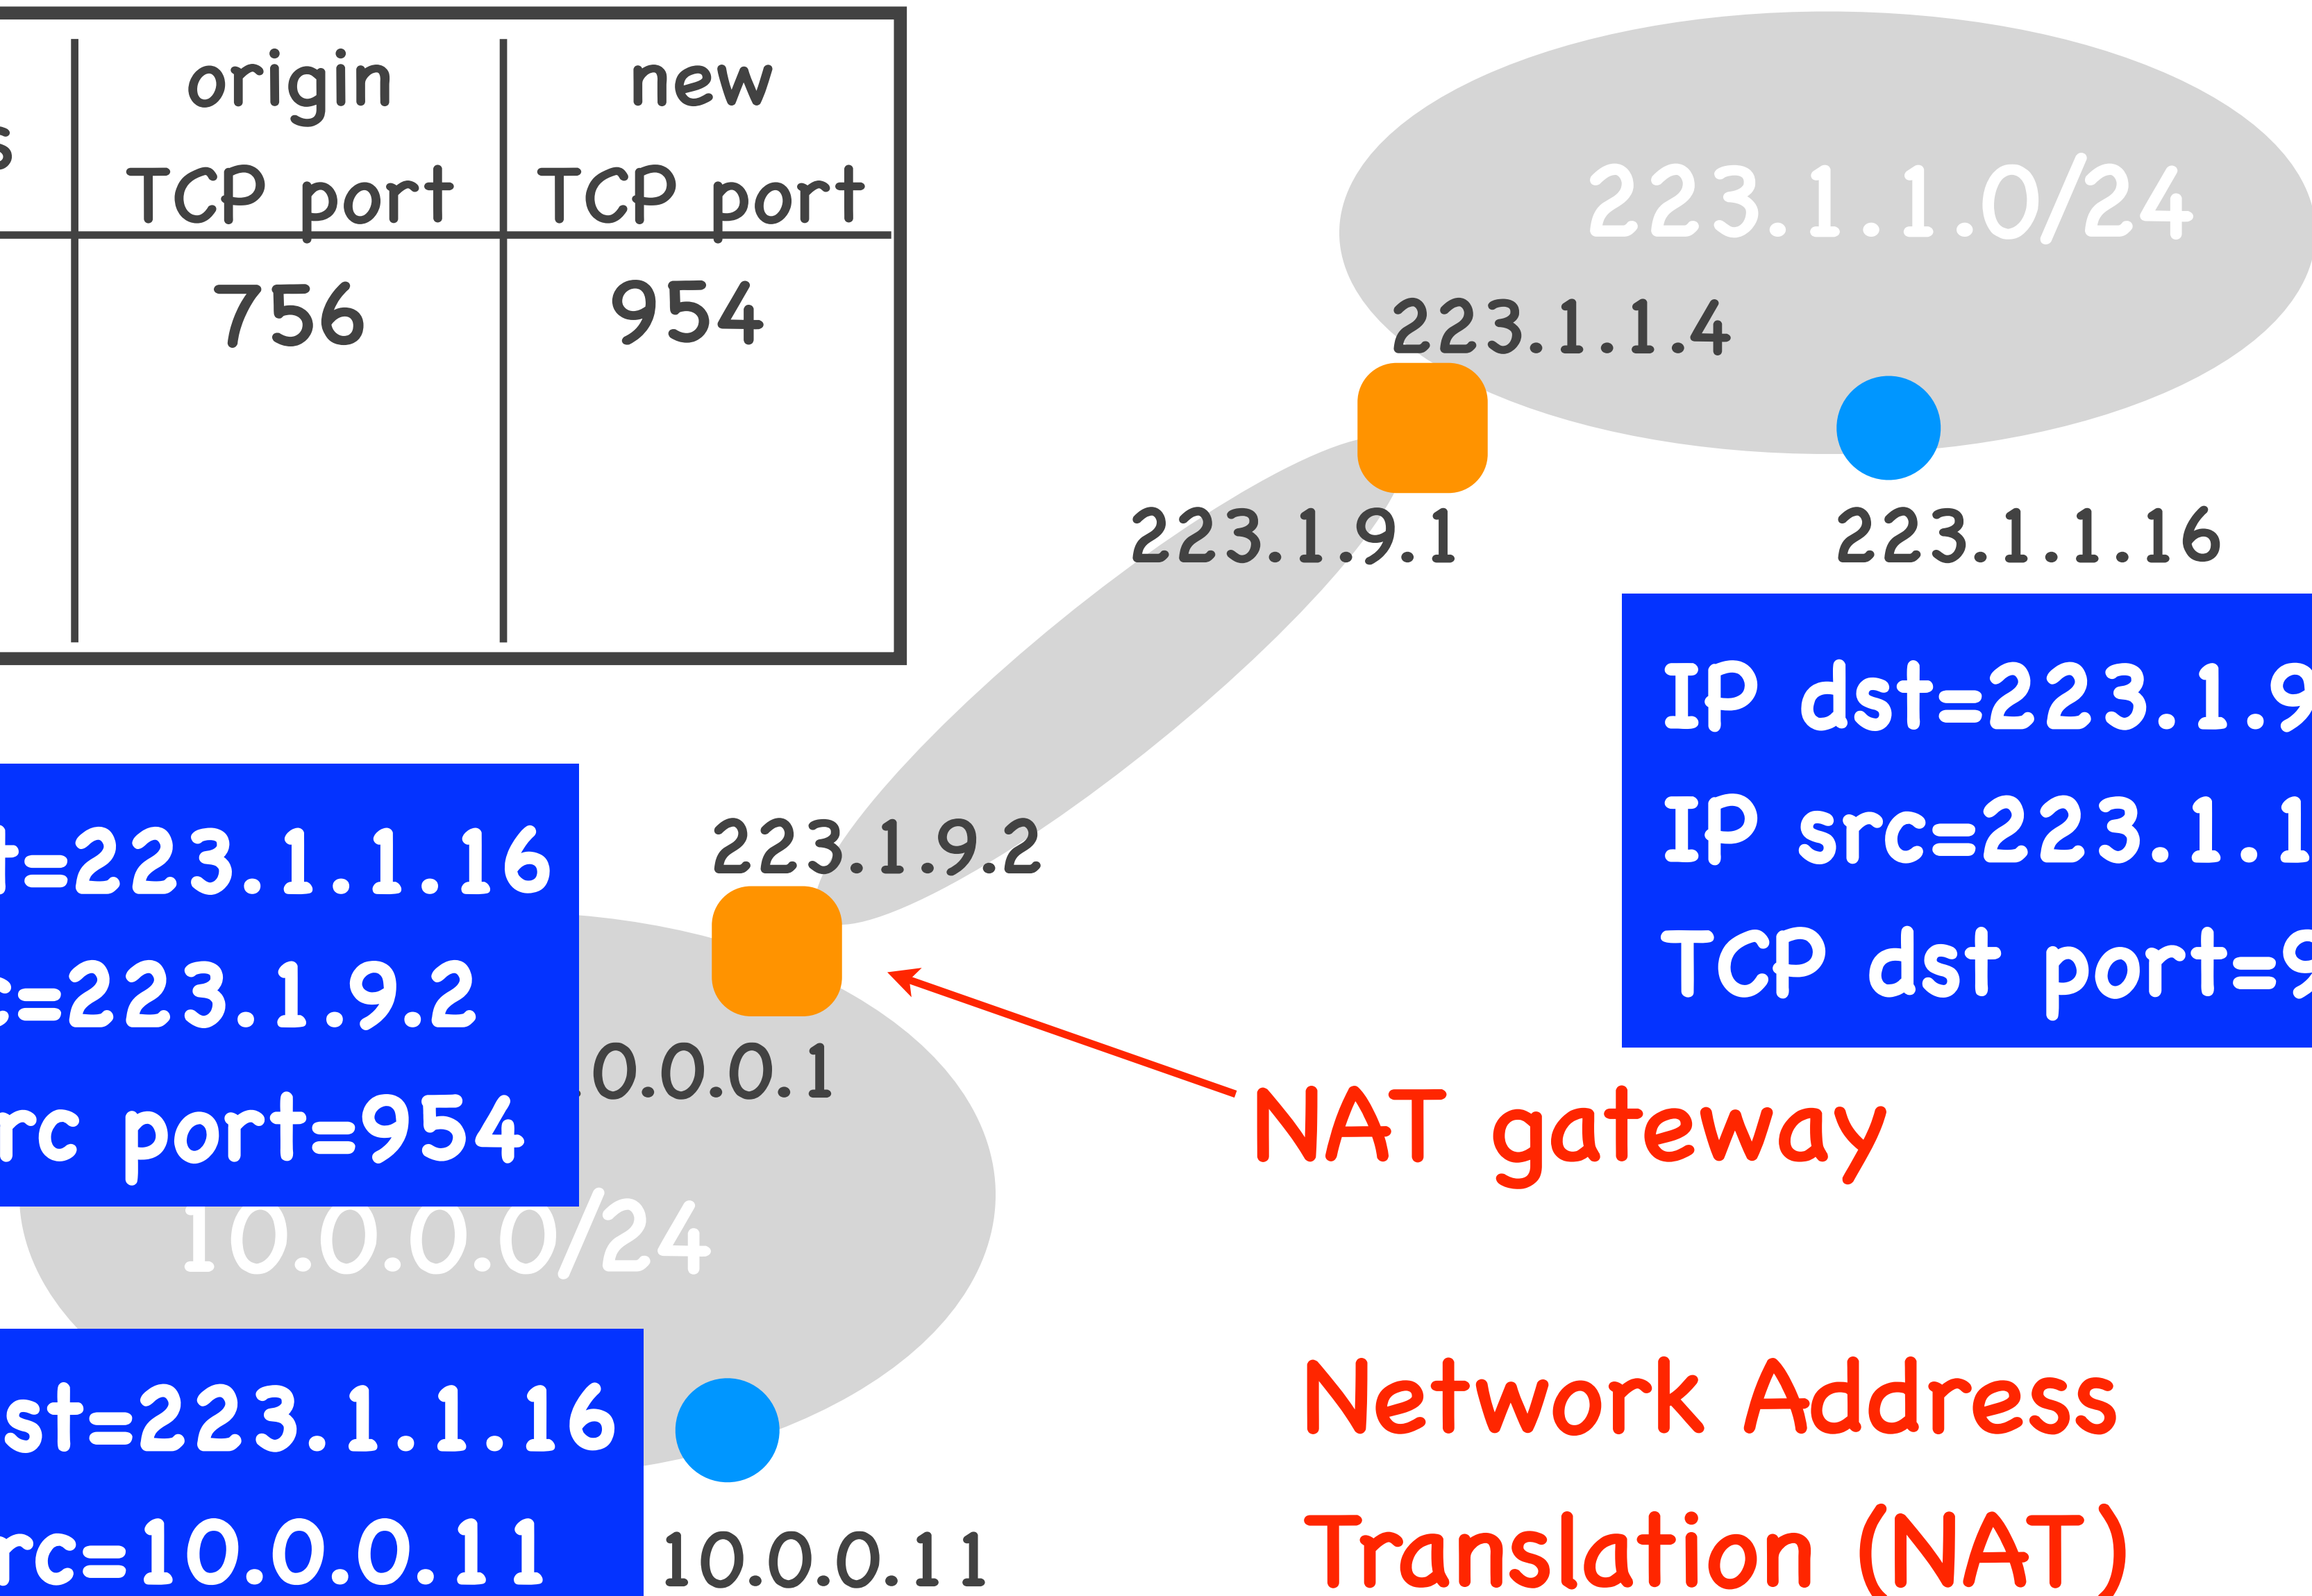 origin
TCP port
new
TCP port
756
954
223.1.1.0/24
223.1.1.4
223.1.9.1
223.1.1.16
IP dst=223.1.9
IP src=223.1.1
TCP dst port=9
=223.1.1.16
=223.1.9.2
port=954
223.1.9.2
0.0.0.1
NAT gateway
10.0.0.0/24
st=223.1.1.16
rc=10.0.0.11
10.0.0.11
Network Address
Translation (NAT)